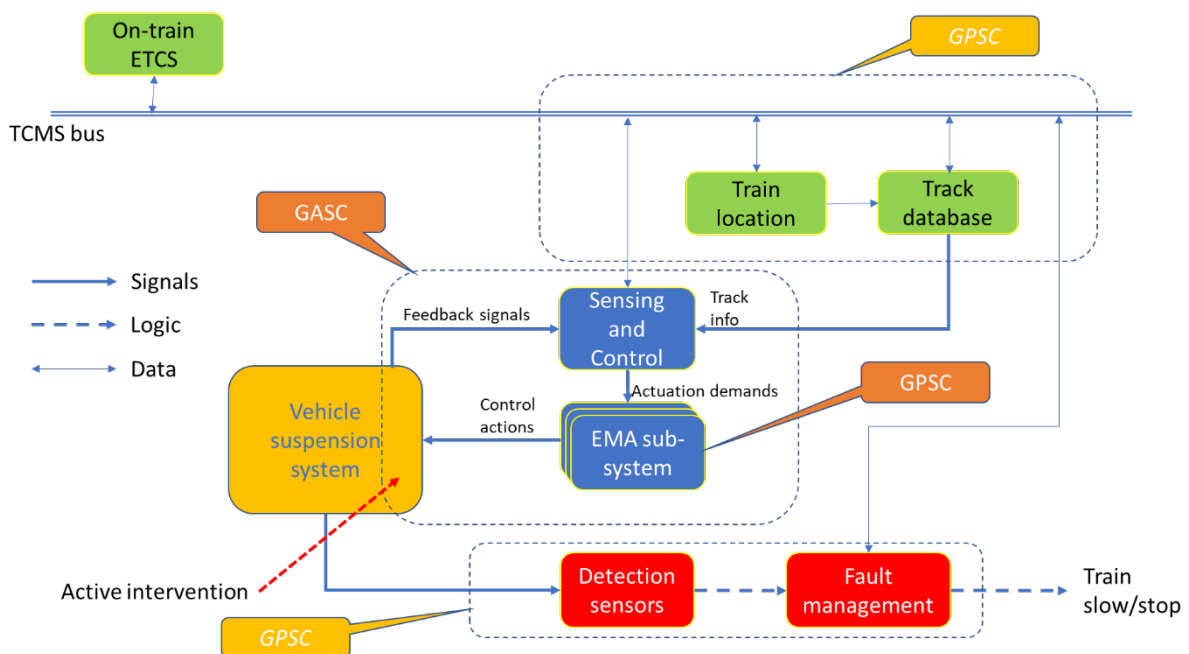 On-train
ETCS
GPSC
TCMS bus
Train
location
Track
database
GASC
Signals
Logic
Data
Feedback signals
Sensing
and
Control
Track
info
Actuation demands
GPSC
Vehicle
suspension
system
Control
actions
EMA sub-
system
Active intervention
Detection
sensors
Fault
management
Train
slow/stop
GPSC